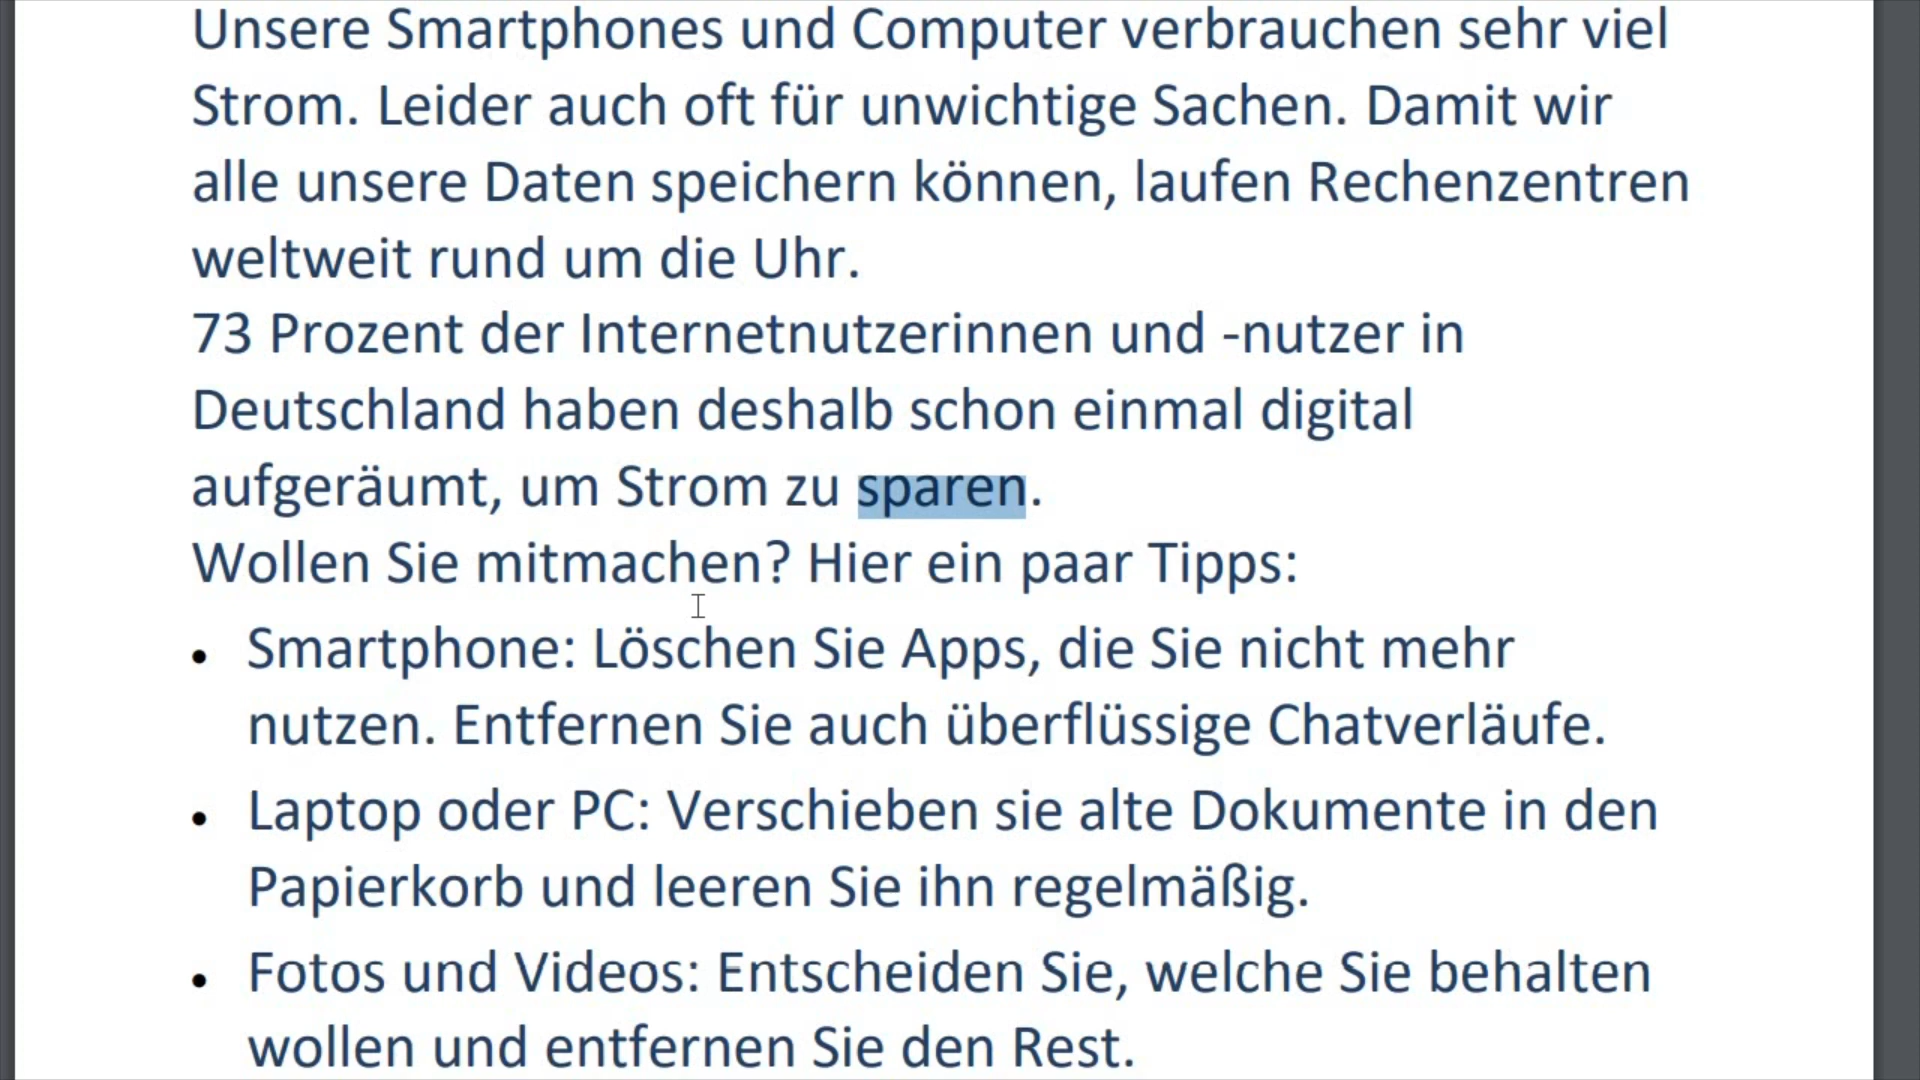 Unsere Smartphones und Computer verbrauchen sehr viel
Strom. Leider auch oft für unwichtige Sachen. Damit wir
alle unsere Daten speichern können, laufen Rechenzentren
weltweit rund um die Uhr.
73 Prozent der Internetnutzerinnen und -nutzer in
Deutschland haben deshalb schon einmal digital
aufgeräumt, um Strom zu sparen.
Wollen Sie mitmachen? Hier ein paar Tipps:
• Smartphone: Löschen Sie Apps, die Sie nicht mehr
nutzen. Entfernen Sie auch überflüssige Chatverläufe.
• Laptop oder PC: Verschieben sie alte Dokumente in den
Papierkorb und leeren Sie ihn regelmäßig.
• Fotos und Videos: Entscheiden Sie, welche Sie behalten
wollen und entfernen Sie den Rest.